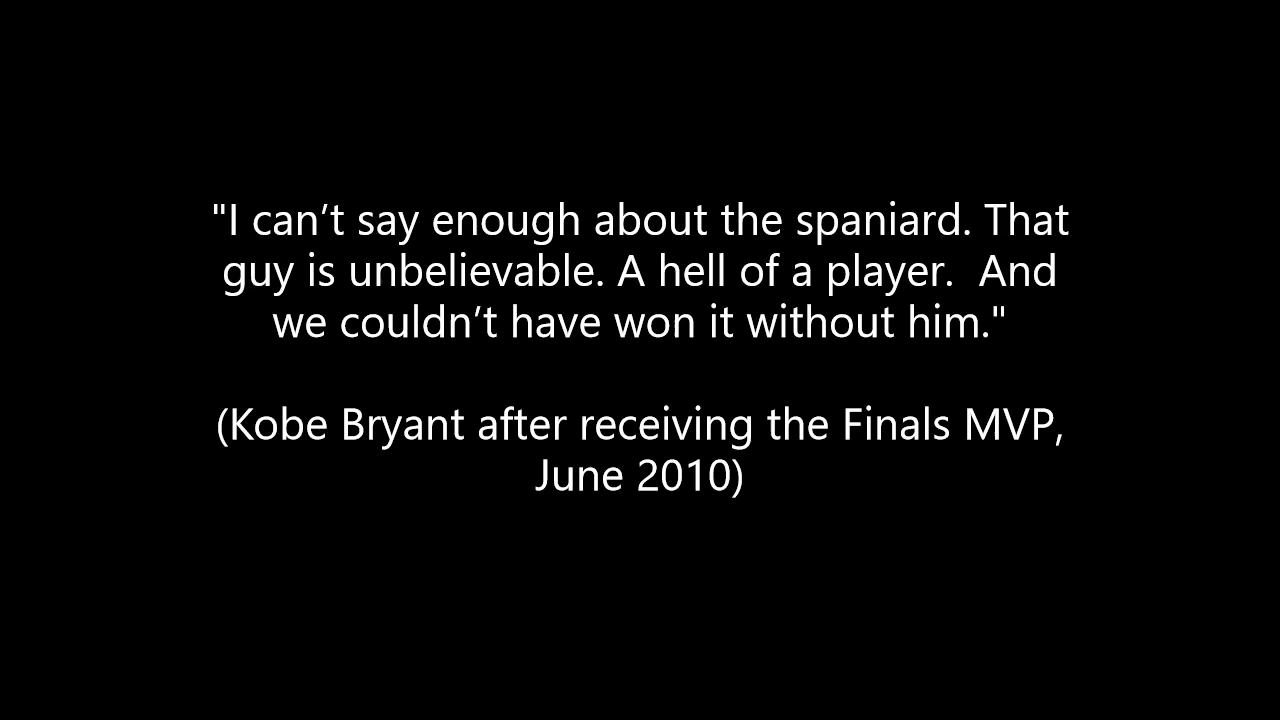 "I can’t say enough about the spaniard. That
guy is unbelievable. A hell of a player.  And
we couldn’t have won it without him."
(Kobe Bryant after receiving the Finals MVP,
June 2010)